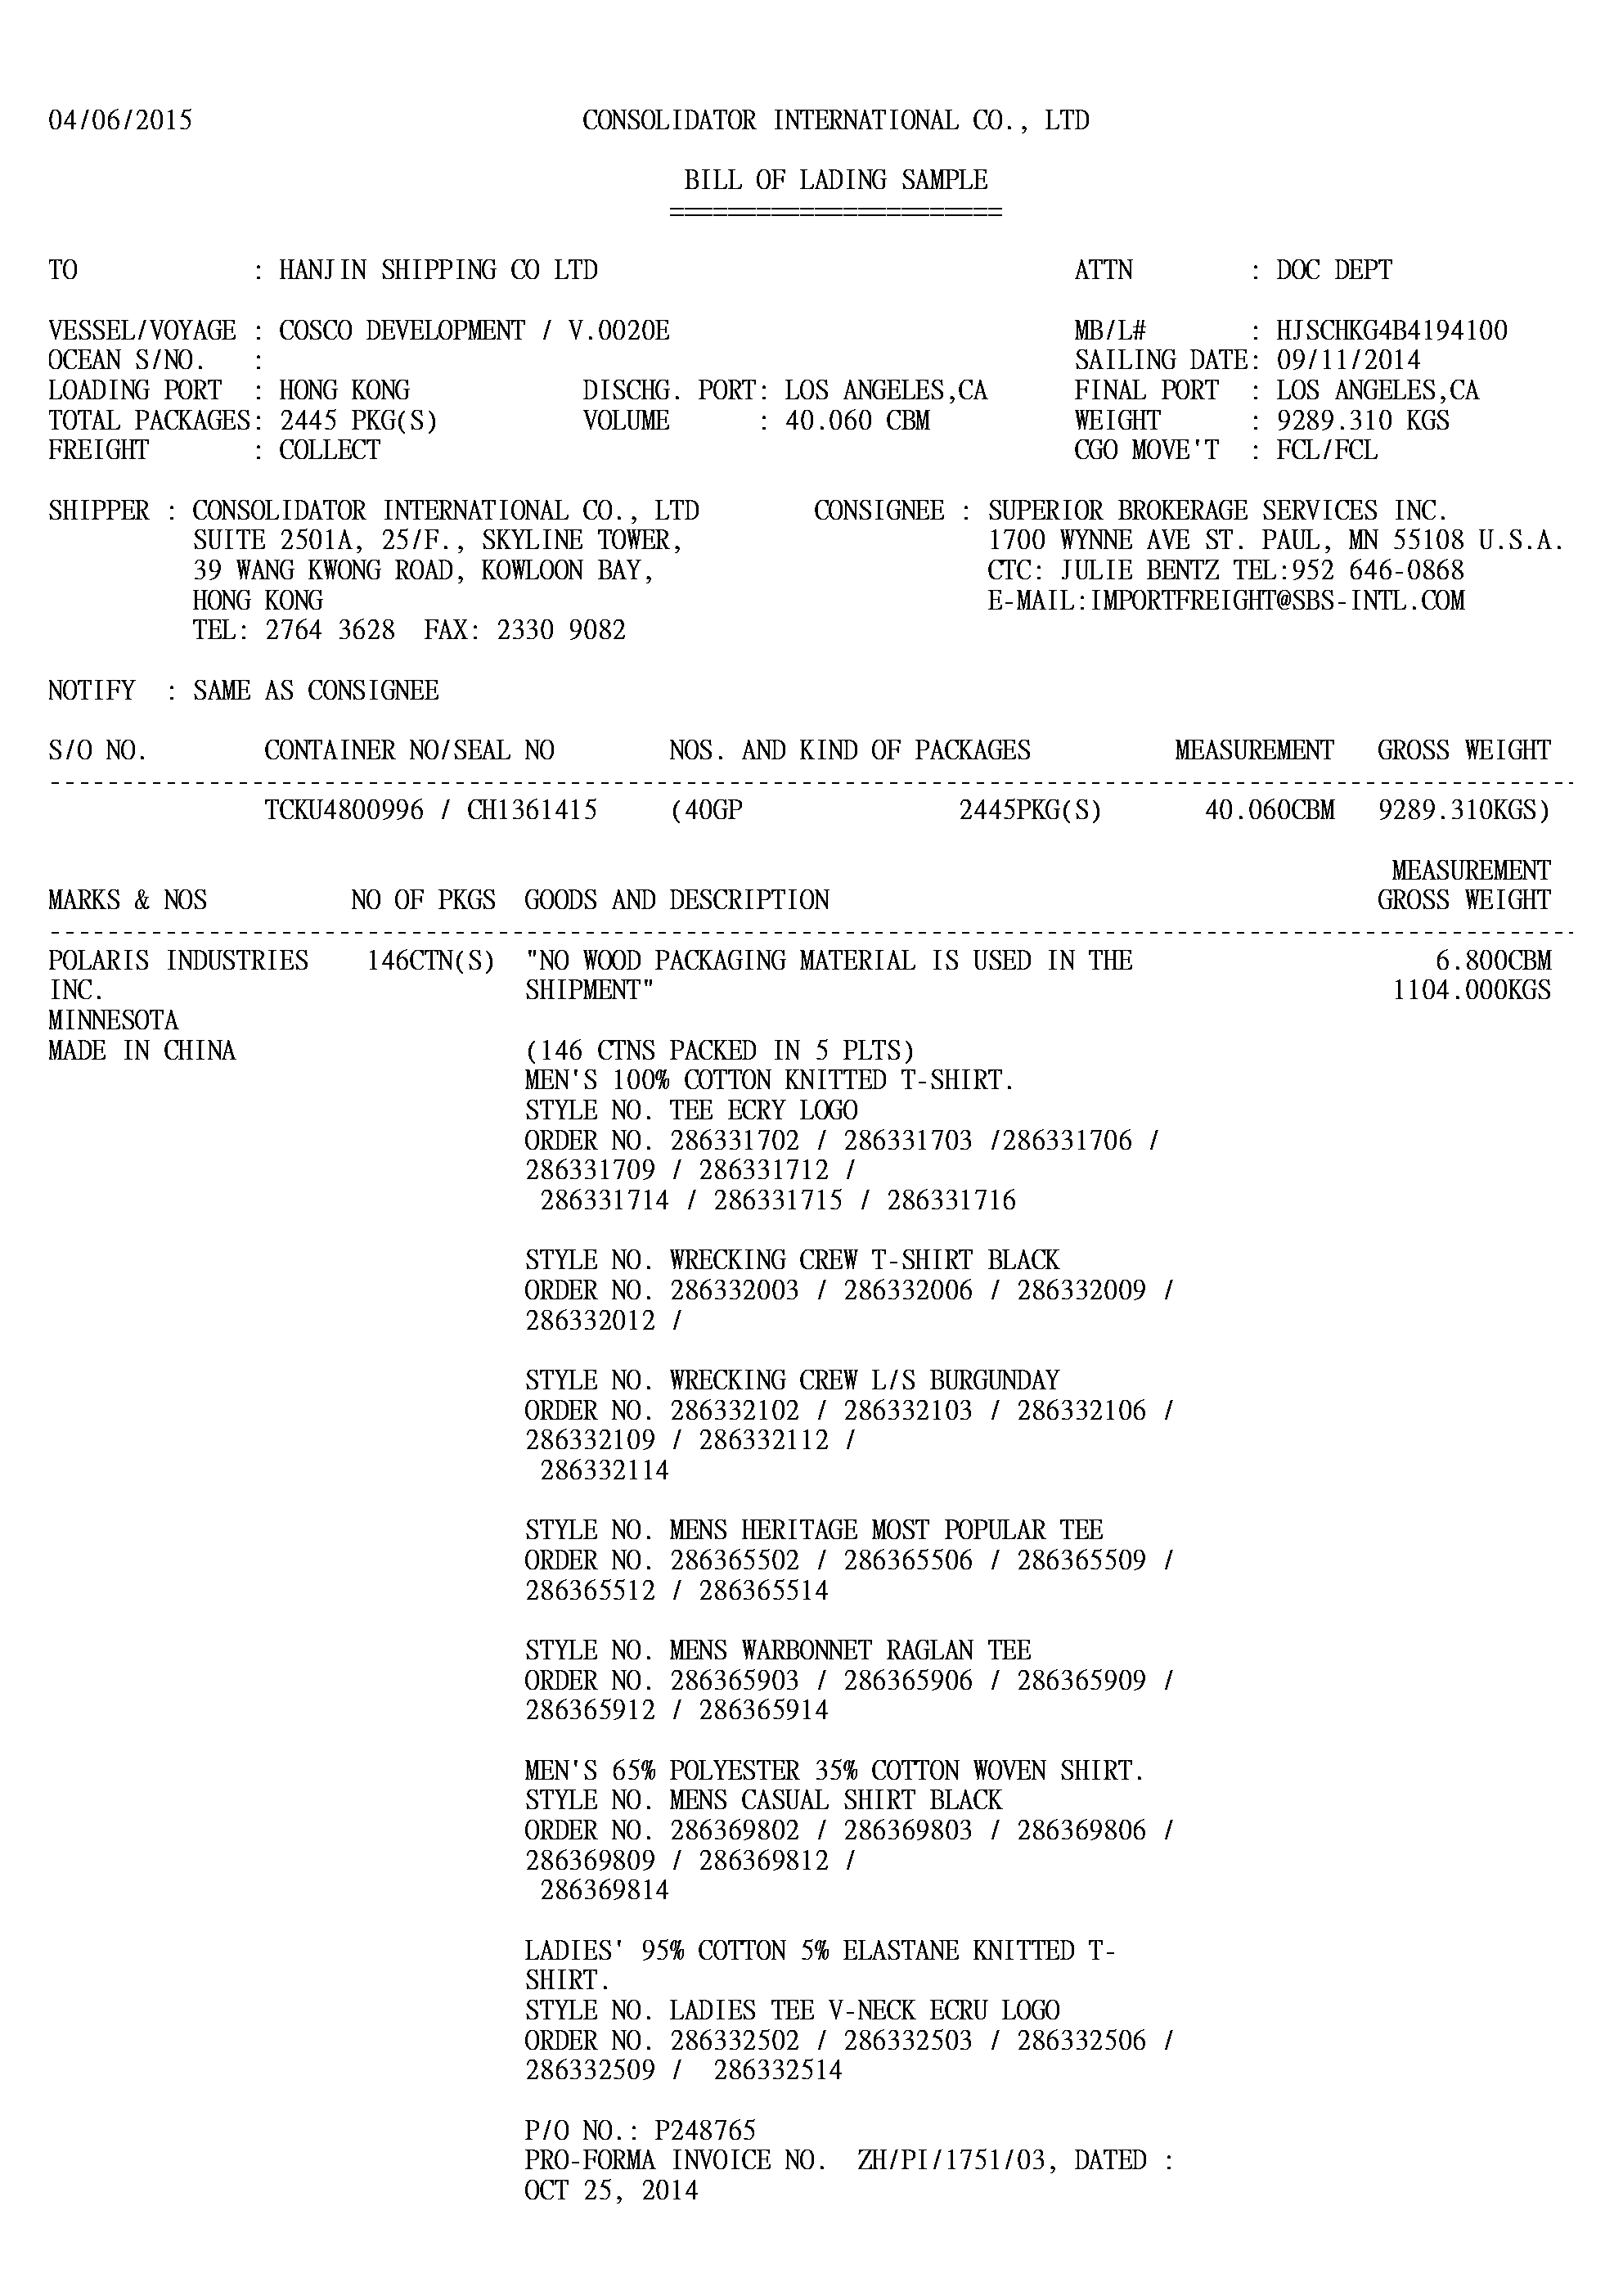 04/06/2015 CONSOLIDATOR INTERNATIONAL CO., LTD
BILL OF LADING SAMPLE
=======================
TO : HANJIN SHIPPING CO LTD ATTN : DOC DEPT
VESSEL/VOYAGE : COSCO DEVELOPMENT / V.0020E MB/L# : HJSCHKG4B4194100
OCEAN S/NO. : SAILING DATE: 09/11/2014
LOADING PORT : HONG KONG DISCHG. PORT: LOS ANGELES,CA FINAL PORT : LOS ANGELES,CA
TOTAL PACKAGES: 2445 PKG(S) VOLUME : 40.060 CBM WEIGHT : 9289.310 KGS
FREIGHT : COLLECT CGO MOVE'T : FCL/FCL
SHIPPER : CONSOLIDATOR INTERNATIONAL CO., LTD CONSIGNEE : SUPERIOR BROKERAGE SERVICES INC.
SUITE 2501A, 25/F., SKYLINE TOWER, 1700 WYNNE AVE ST. PAUL, MN 55108 U.S.A.
39 WANG KWONG ROAD, KOWLOON BAY, CTC: JULIE BENTZ TEL:952 646-0868
HONG KONG E-MAIL:IMPORTFREIGHT@SBS-INTL.COM
TEL: 2764 3628 FAX: 2330 9082
NOTIFY : SAME AS CONSIGNEE
S/O NO. CONTAINER NO/SEAL NO NOS. AND KIND OF PACKAGES MEASUREMENT GROSS WEIGHT
TCKU4800996 / CH1361415 (40GP 2445PKG(S) 40.060CBM 9289.310KGS)
MEASUREMENT
MARKS & NOS NO OF PKGS GOODS AND DESCRIPTION GROSS WEIGHT
POLARIS INDUSTRIES 146CTN(S) "NO WOOD PACKAGING MATERIAL IS USED IN THE 6.800CBM
INC. SHIPMENT" 1104.000KGS
MINNESOTA
MADE IN CHINA (146 CTNS PACKED IN 5 PLTS)
MEN'S 100% COTTON KNITTED T-SHIRT.
STYLE NO. TEE ECRY LOGO
ORDER NO. 286331702 / 286331703 /286331706 /
286331709 / 286331712 /
286331714 / 286331715 / 286331716
STYLE NO. WRECKING CREW T-SHIRT BLACK
ORDER NO. 286332003 / 286332006 / 286332009 /
286332012 /
STYLE NO. WRECKING CREW L/S BURGUNDAY
ORDER NO. 286332102 / 286332103 / 286332106 /
286332109 / 286332112 /
286332114
STYLE NO. MENS HERITAGE MOST POPULAR TEE
ORDER NO. 286365502 / 286365506 / 286365509 /
286365512 / 286365514
STYLE NO. MENS WARBONNET RAGLAN TEE
ORDER NO. 286365903 / 286365906 / 286365909 /
286365912 / 286365914
MEN'S 65% POLYESTER 35% COTTON WOVEN SHIRT.
STYLE NO. MENS CASUAL SHIRT BLACK
ORDER NO. 286369802 / 286369803 / 286369806 /
286369809 / 286369812 /
286369814
LADIES' 95% COTTON 5% ELASTANE KNITTED T-
SHIRT.
STYLE NO. LADIES TEE V-NECK ECRU LOGO
ORDER NO. 286332502 / 286332503 / 286332506 /
286332509 / 286332514
P/O NO.: P248765
PRO-FORMA INVOICE NO. ZH/PI/1751/03, DATED :
OCT 25, 2014